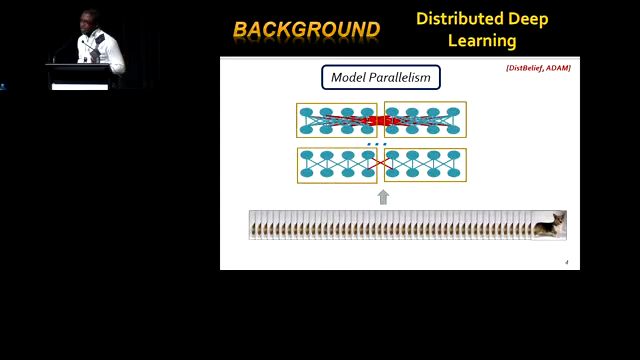 BACKGROUND
Distributed Deep
Learning
[DistBelief, ADAM]
Model Parallelism
4